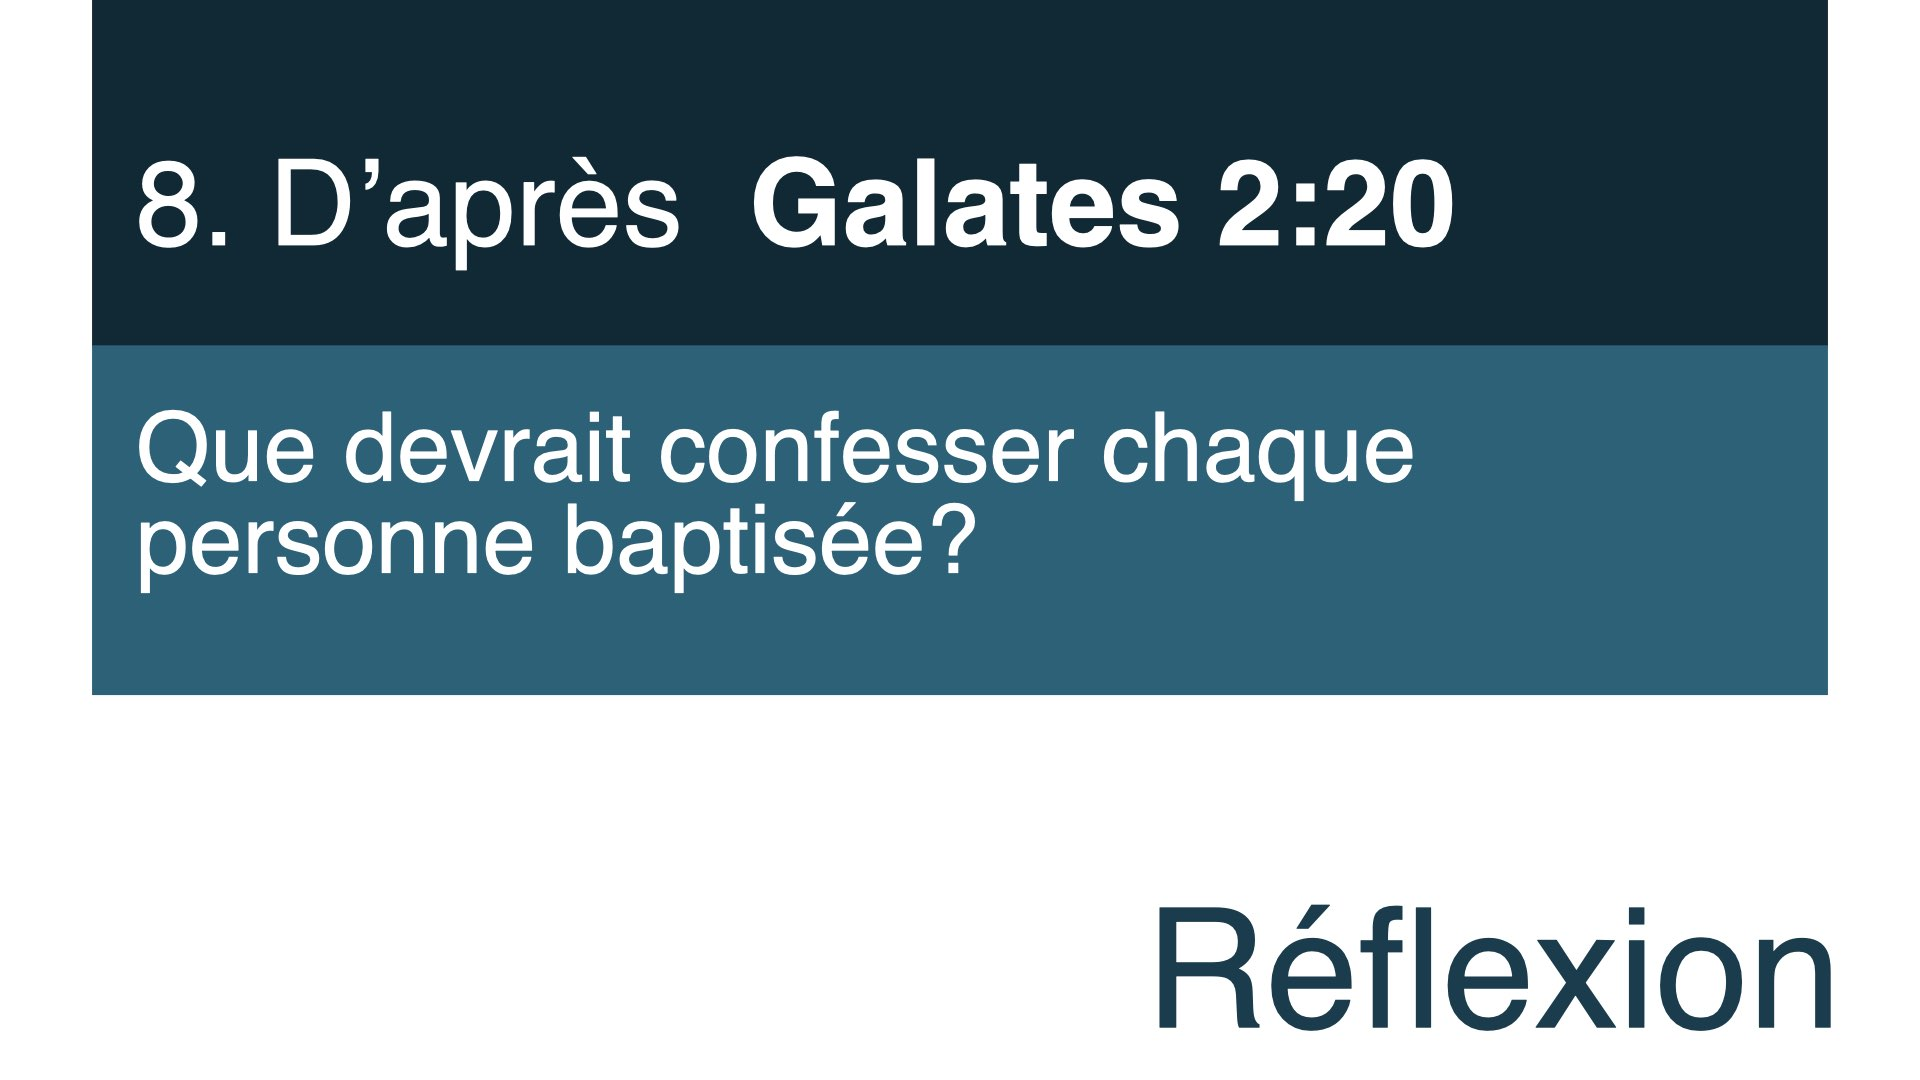 8. D’après  Galates 2:20
Que devrait confesser chaque
personne baptisée?
Réflexion